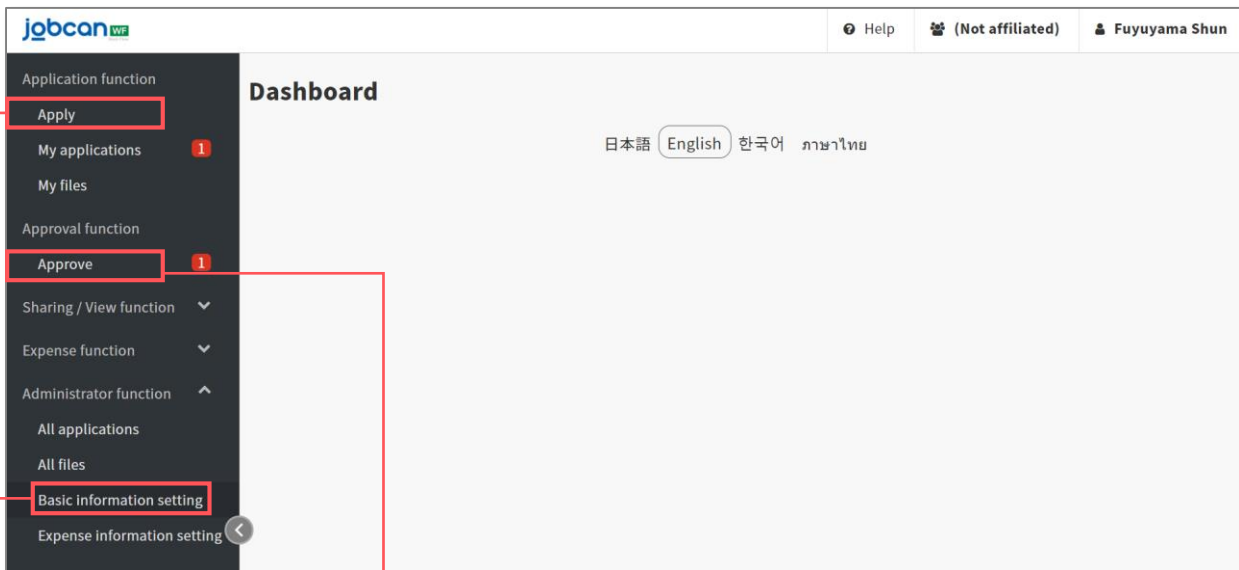 jobcan WF
Help
(Not affiliated)
Fuyuyama Shun
Application function
Apply
My applications 1
My files
Approval function
Approve 1
Sharing / View function
Expense function
Administrator function
All applications
All files
Basic information setting
Expense information setting
Dashboard
日本語 English 한국어 ภาษาไทย